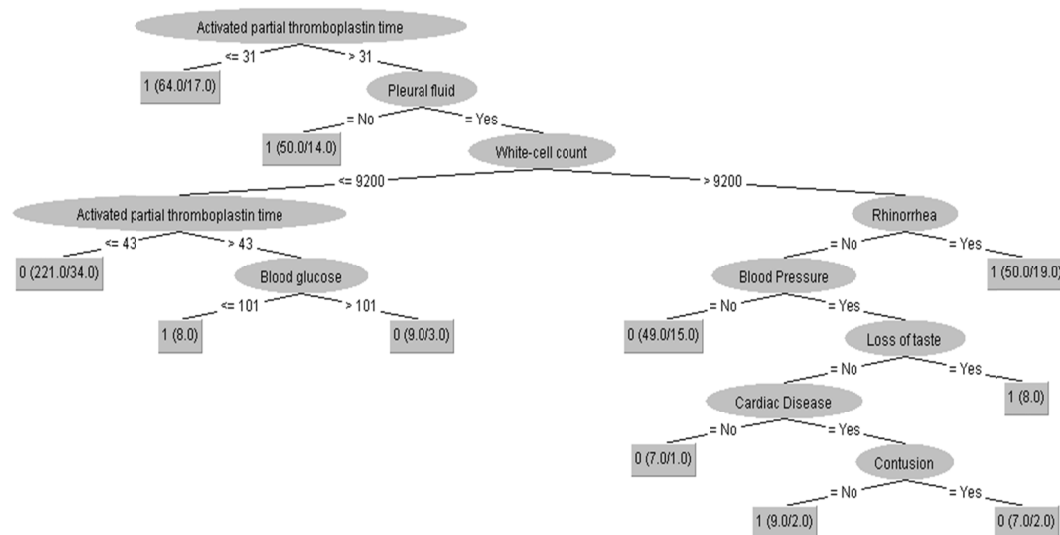 Activated partial thromboplastin time
<= 31
> 31
1 (64.0/17.0)
Pleural fluid
= No
= Yes
1 (50.0/14.0)
White-cell count
<= 9200
> 9200
Activated partial thromboplastin time
Rhinorrhea
<= 43
> 43
= No
= Yes
0 (221.0/34.0)
Blood glucose
Blood Pressure
1 (50.0/19.0)
<= 101
> 101
= No
= Yes
1 (8.0)
0 (9.0/3.0)
0 (49.0/15.0)
Loss of taste
= No
= Yes
Cardiac Disease
1 (8.0)
= No
= Yes
0 (7.0/1.0)
Contusion
= No
= Yes
1 (9.0/2.0)
0 (7.0/2.0)